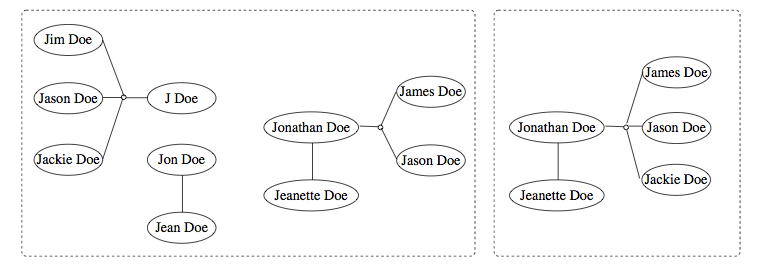 Jim Doe
Jason Doe
J Doe
Jackie Doe
Jon Doe
Jean Doe
James Doe
Jonathan Doe
Jason Doe
Jeanette Doe
James Doe
Jonathan Doe
Jason Doe
Jackie Doe
Jeanette Doe